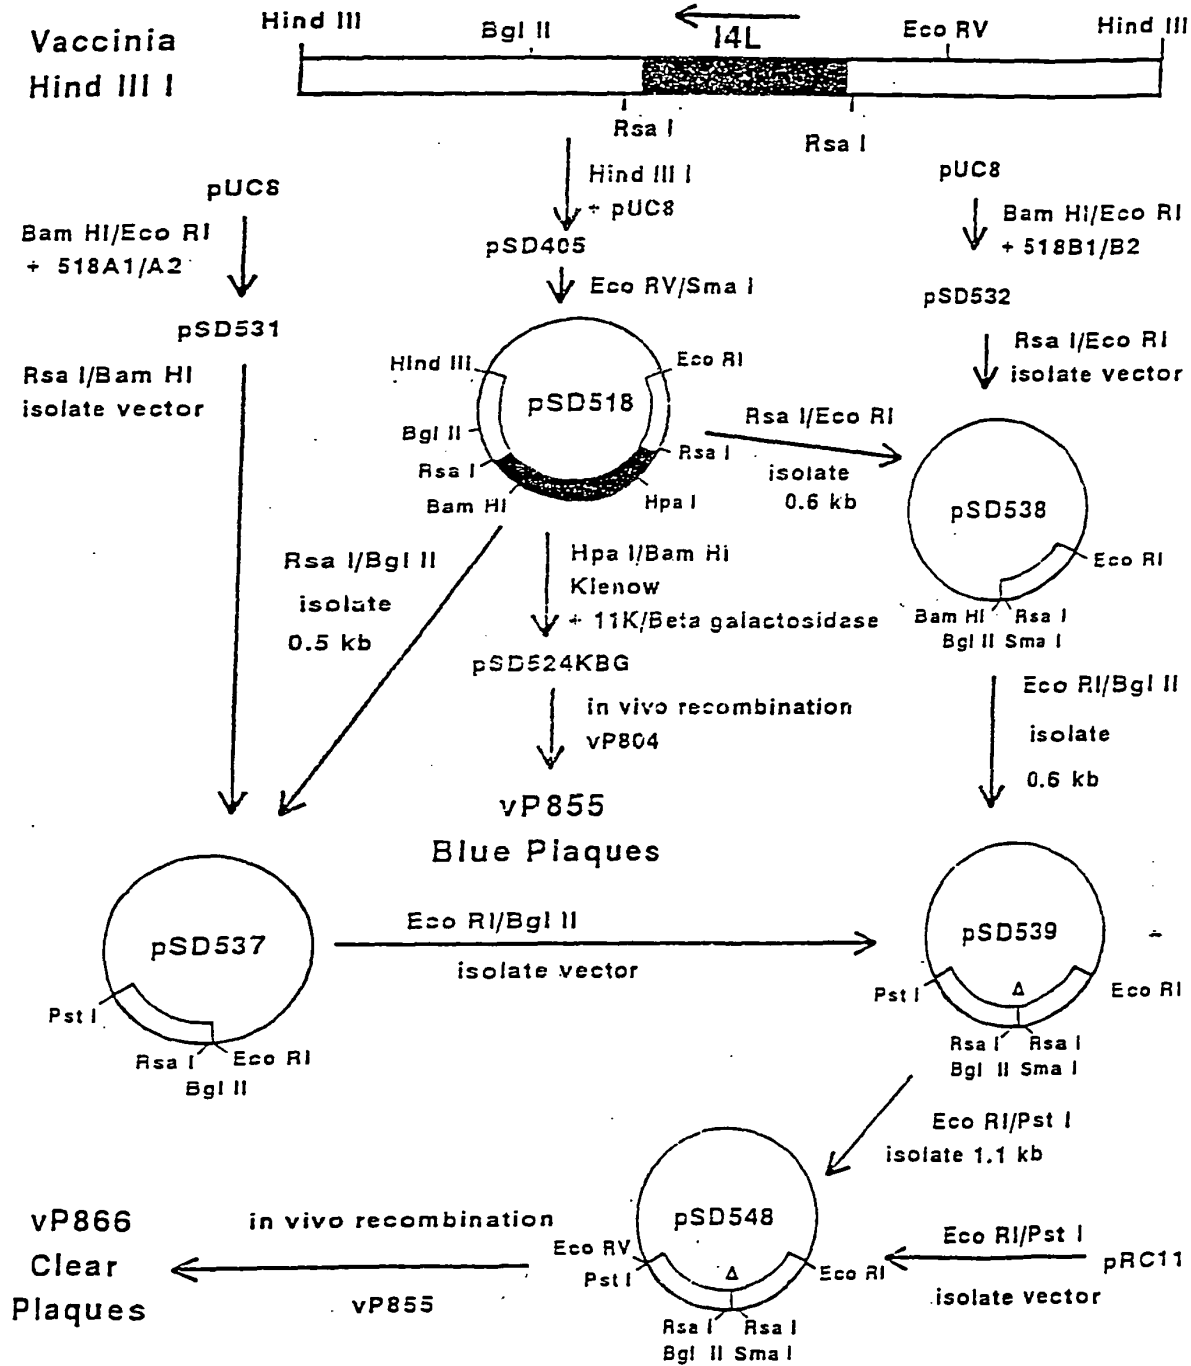 Vaccinia
Hind III I
Hind III
Bgl II
I4L
Eco RV
Hind III
Rsa I
Rsa I
pUC8
Bam HI/Eco RI
+ 518A1/A2
pSD531
Rsa I/Bam HI
isolate vector
Hind III I
+ pUC8
pSD405
Eco RV/Sma I
pUC8
Bam HI/Eco RI
+ 518B1/B2
pSD532
Rsa I/Eco RI
isolate vector
Hind III
Eco RI
pSD518
Bgl II
Rsa I
Bam HI
Rsa I
Hpa I
Rsa I/Eco RI
isolate
0.6 kb
pSD538
Eco RI
Bam HI
Rsa I
Bgl II
Sma I
Rsa I/Bgl II
isolate
0.5 kb
Hpa I/Bam HI
Klenow
+ 11K/Beta galactosidase
pSD524KBG
in vivo recombination
vP804
vP855
Blue Plaques
Eco RI/Bgl II
isolate
0.6 kb
pSD537
Pst I
Rsa I
Eco RI
Bgl II
Eco RI/Bgl II
isolate vector
pSD539
Pst I
Δ
Eco RI
Rsa I
Rsa I
Bgl II
Sma I
Eco RI/Pst I
isolate 1.1 kb
pSD548
Eco RV
Pst I
Δ
Eco RI
Rsa I
Rsa I
Bgl II
Sma I
Eco RI/Pst I
pRC11
isolate vector
in vivo recombination
vP855
vP866
Clear
Plaques